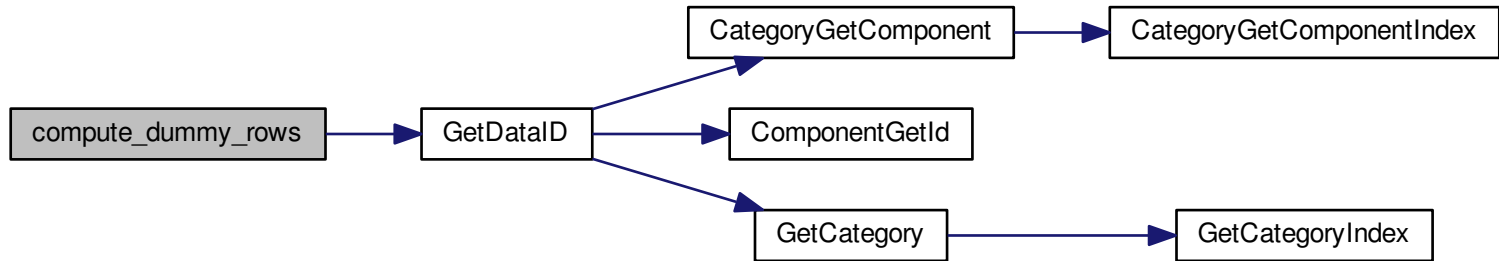 compute_dummy_rows
GetDataID
CategoryGetComponent
CategoryGetComponentIndex
ComponentGetId
GetCategory
GetCategoryIndex